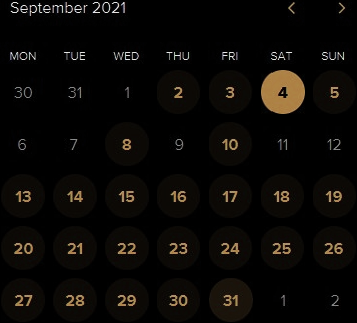 September 2021 < >
MON TUE WED THU FRI SAT SUN
30 31 1 2 3 4 5
6 7 8 9 10 11 12
13 14 15 16 17 18 19
20 21 22 23 24 25 26
27 28 29 30 31 1 2